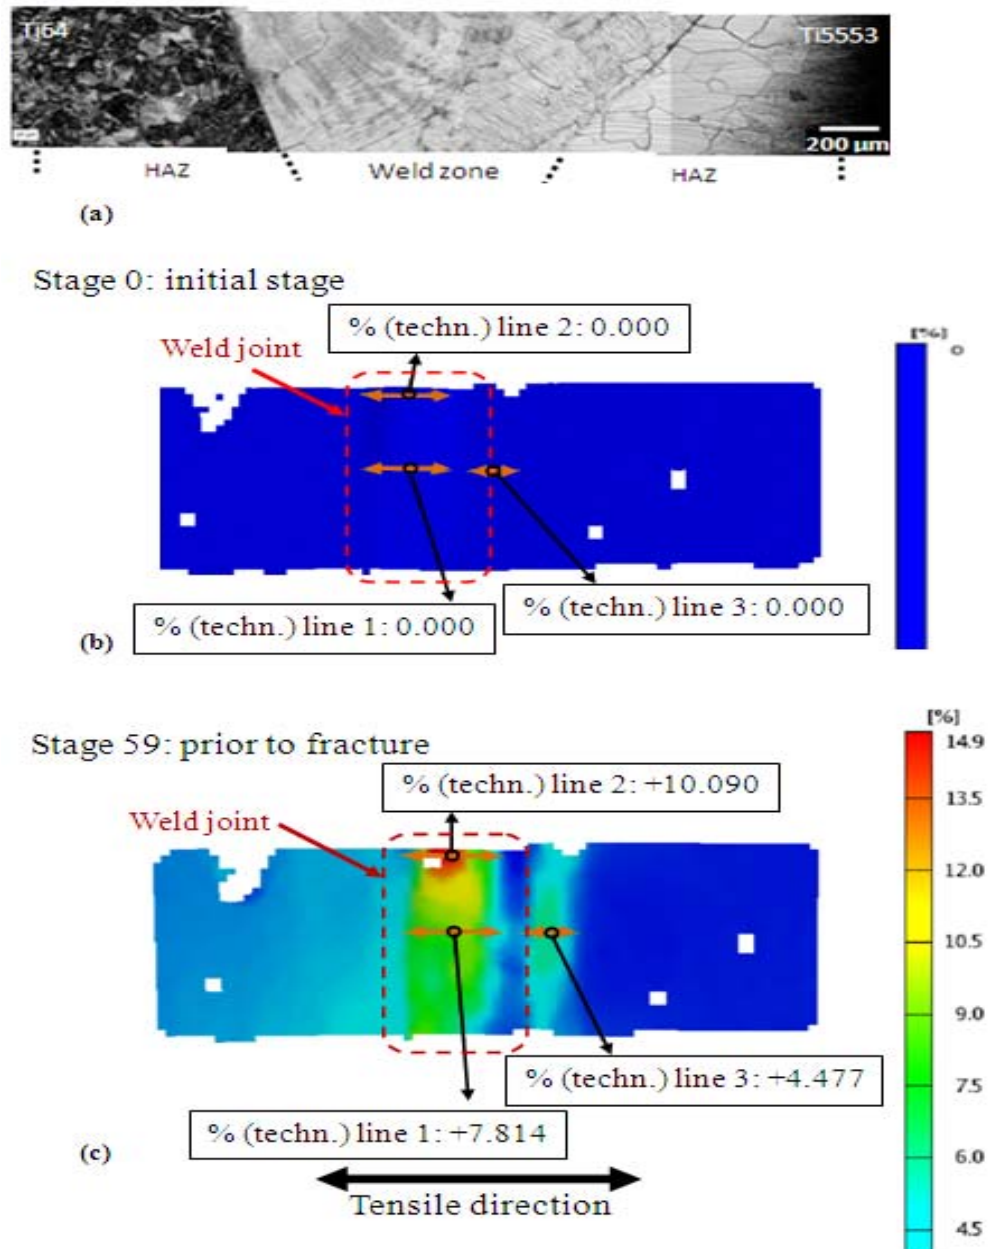 Ti64
Ti5553
200 µm
HAZ
Weld zone
HAZ
(a)
Stage 0: initial stage
% (techn.) line 2: 0.000
[%]
Weld joint
0
% (techn.) line 3: 0.000
% (techn.) line 1: 0.000
(b)
[%]
Stage 59: prior to fracture
14.9
% (techn.) line 2: +10.090
13.5
Weld joint
12.0
10.5
9.0
% (techn.) line 3: +4.477
7.5
% (techn.) line 1: +7.814
(c)
6.0
Tensile direction
4.5